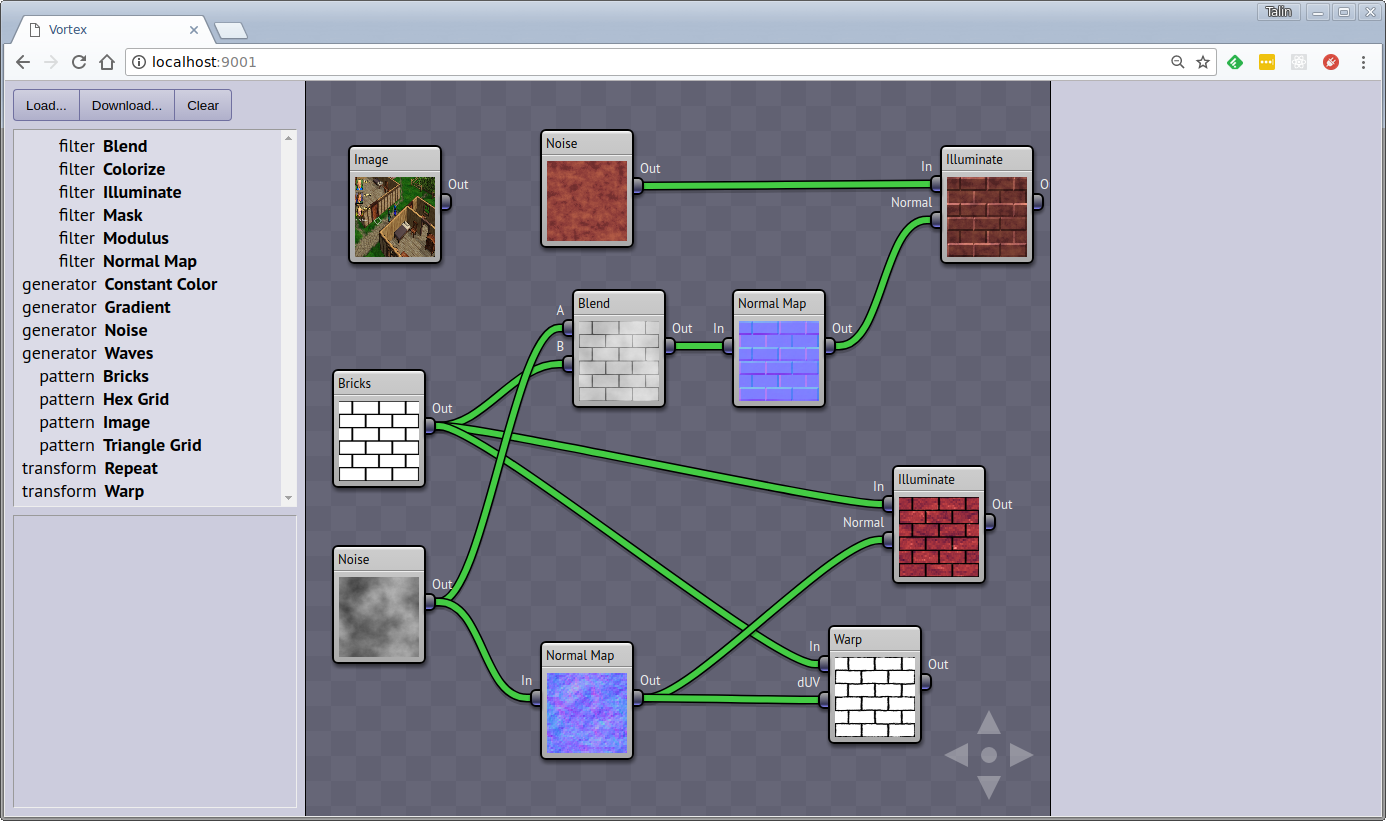 Talin
Vortex
localhost:9001
Load... Download... Clear
filter Blend
filter Colorize
filter Illuminate
filter Mask
filter Modulus
filter Normal Map
generator Constant Color
generator Gradient
generator Noise
generator Waves
pattern Bricks
pattern Hex Grid
pattern Image
pattern Triangle Grid
transform Repeat
transform Warp
Image
Out
Noise
Out
In
Illuminate
Normal
O
Blend
A
B
Out
In
Normal Map
Out
Bricks
Out
In
Illuminate
Normal
Out
Noise
Out
In
Normal Map
Out
In
Warp
dUV
Out